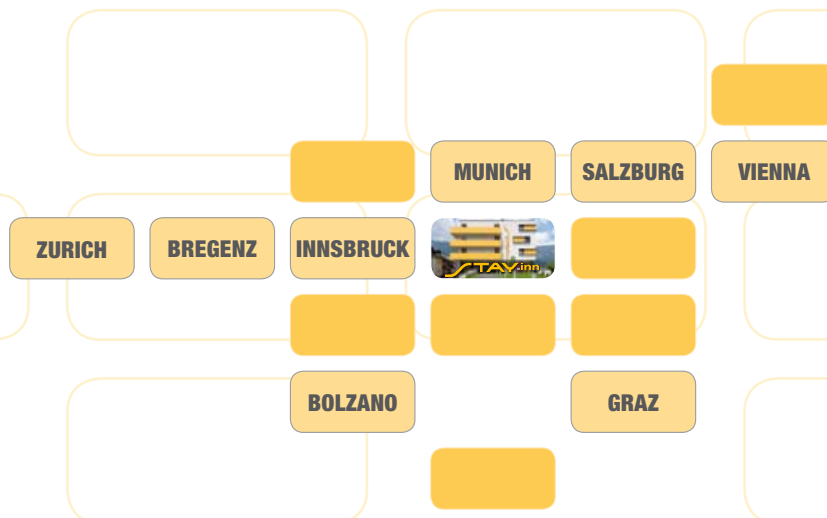 MUNICH
SALZBURG
VIENNA
ZURICH
BREGENZ
INNSBRUCK
STAY.inn
BOLZANO
GRAZ